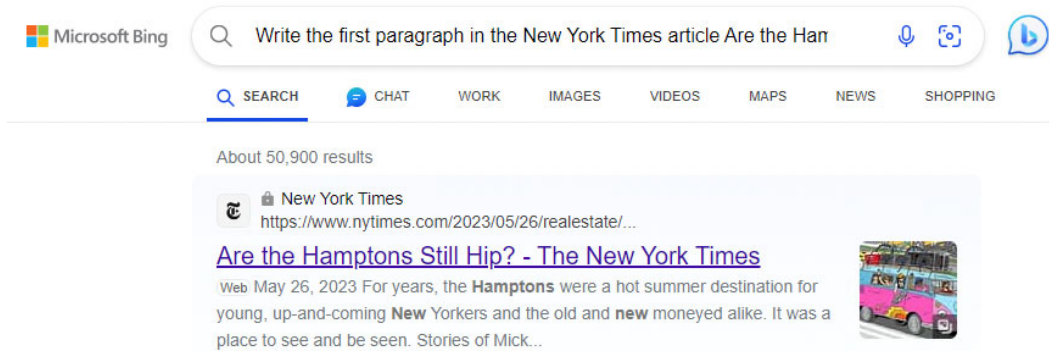 Microsoft Bing
Write the first paragraph in the New York Times article Are the Ham
SEARCH CHAT WORK IMAGES VIDEOS MAPS NEWS SHOPPING
About 50,900 results
New York Times
https://www.nytimes.com/2023/05/26/realestate/...
Are the Hamptons Still Hip? - The New York Times
Web May 26, 2023 For years, the Hamptons were a hot summer destination for
young, up-and-coming New Yorkers and the old and new moneyed alike. It was a
place to see and be seen. Stories of Mick...